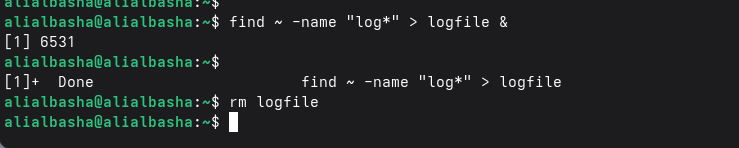 alialbasha@alialbasha:~$
alialbasha@alialbasha:~$ find ~ -name "log*" > logfile &
[1] 6531
alialbasha@alialbasha:~$
[1]+  Done                    find ~ -name "log*" > logfile
alialbasha@alialbasha:~$ rm logfile
alialbasha@alialbasha:~$